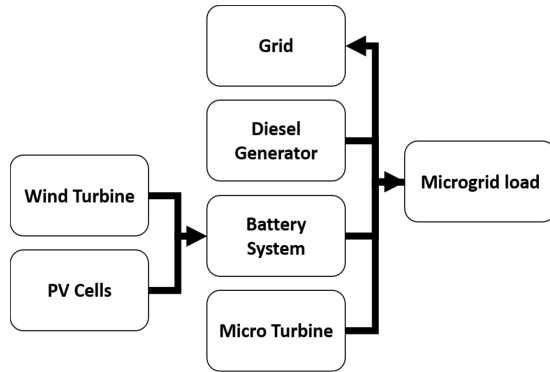 Grid
Diesel
Generator
Wind Turbine
Microgrid load
Battery
System
PV Cells
Micro Turbine